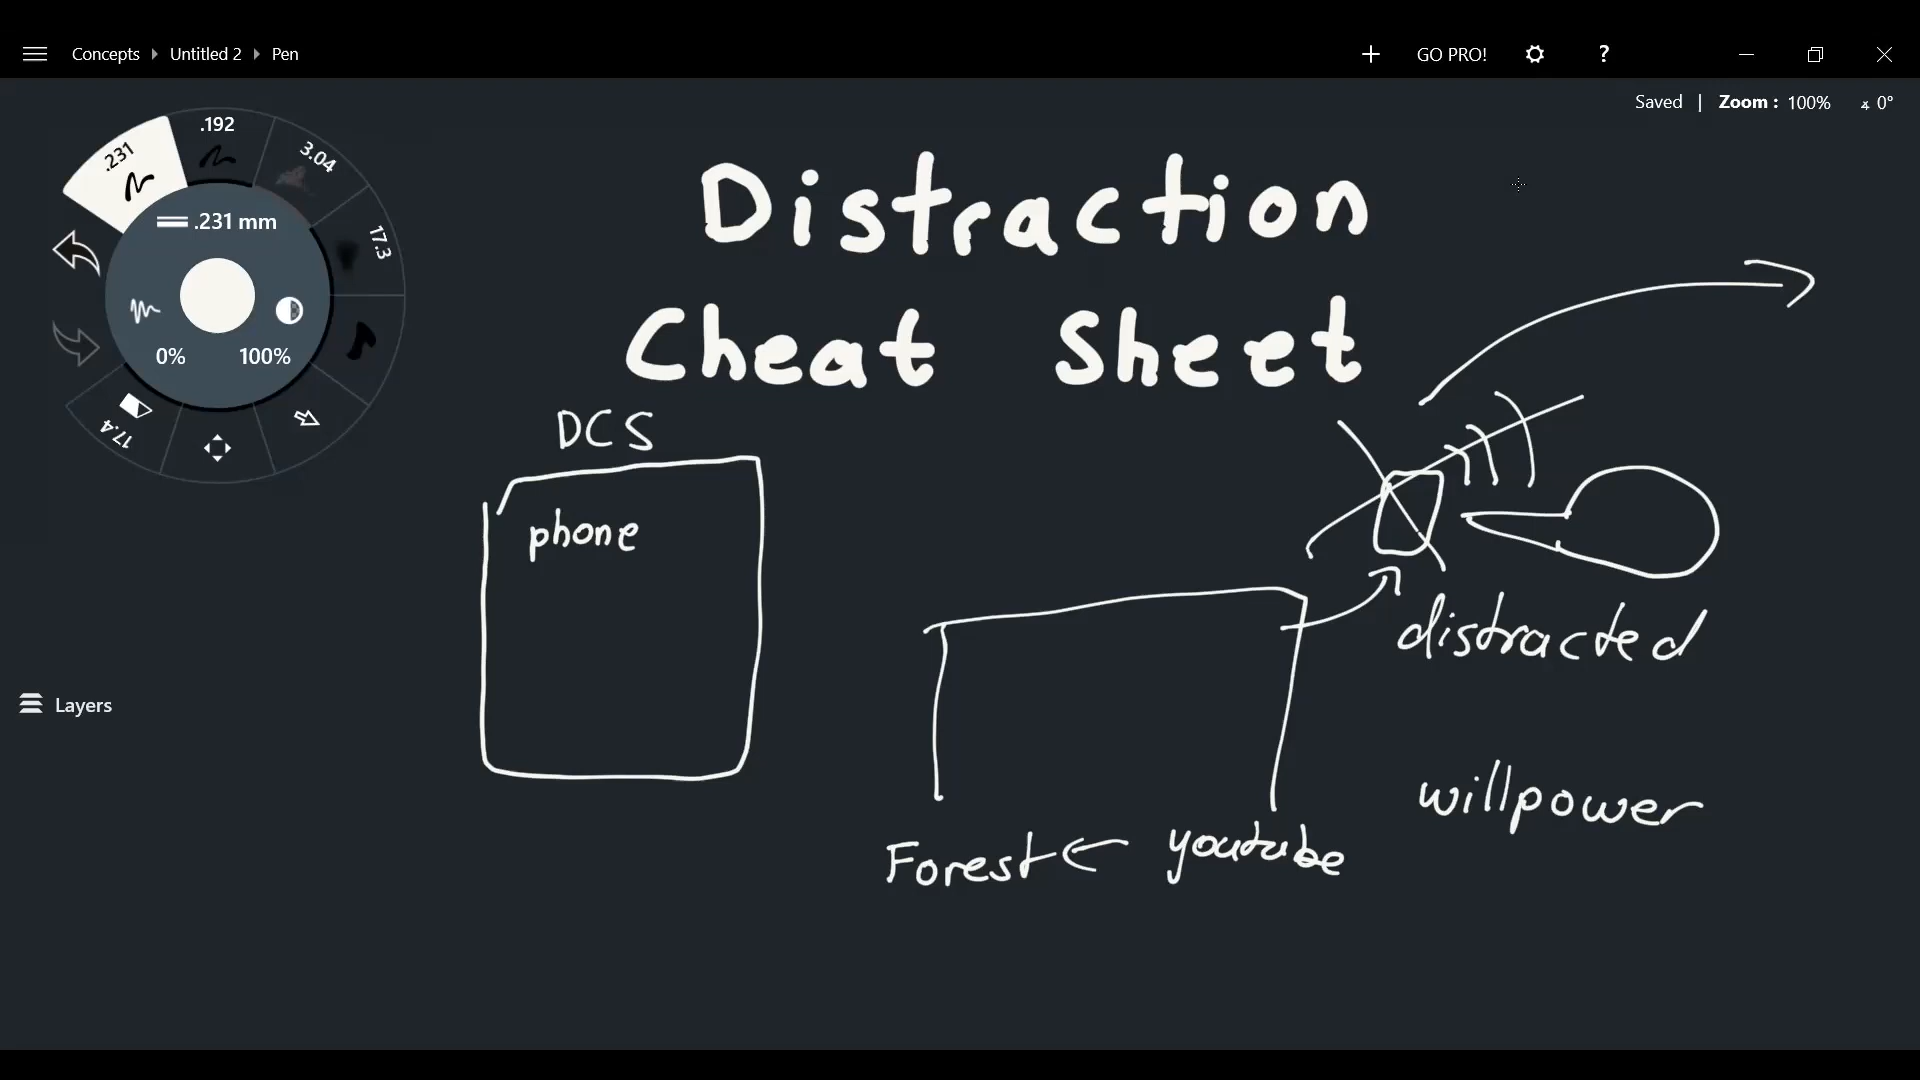 Concepts Untitled 2 Pen
GO PRO! ?
Saved | Zoom : 100% 0°
.231 .192 3.04
17.3
.231 mm
0% 100%
17.4
Distraction
Cheat Sheet
DCS
phone
distracted
Layers
willpower
Forest youtube